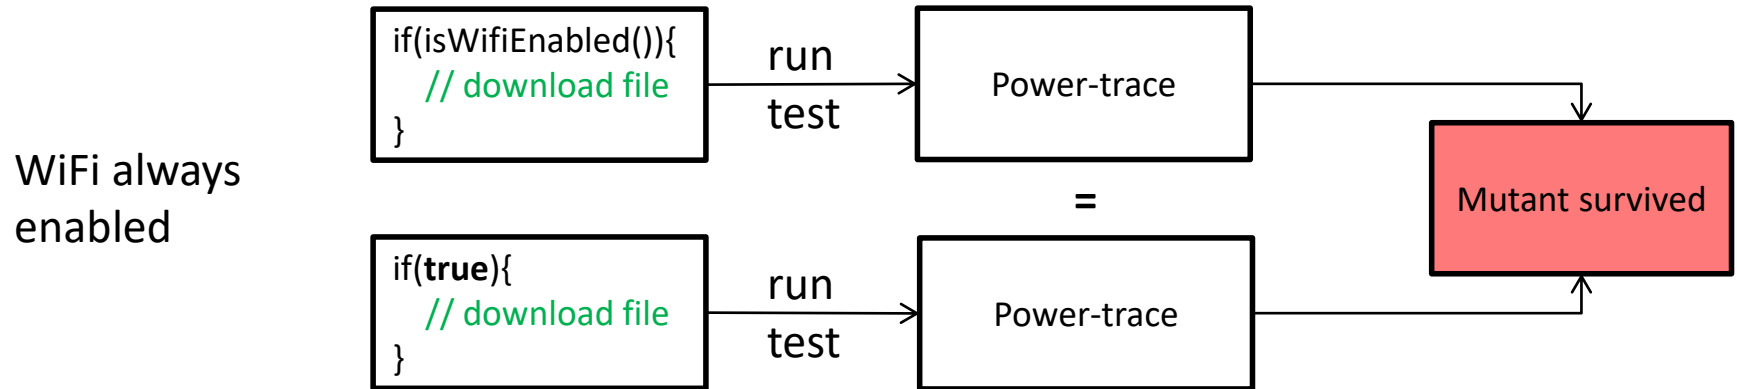 WiFi always
enabled
if(isWifiEnabled()){
// download file
}
run
test
Power-trace
=
if(true){
// download file
}
run
test
Power-trace
Mutant survived